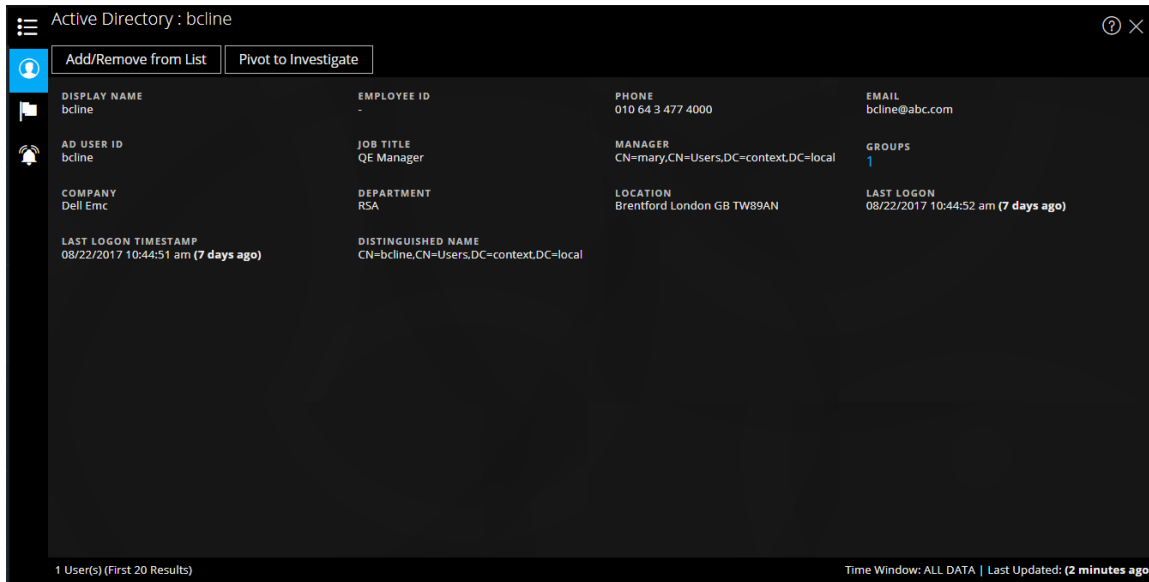 Active Directory : bcline
Add/Remove from List Pivot to Investigate
DISPLAY NAME EMPLOYEE ID PHONE EMAIL
bcline - 010 64 3 477 4000 bcline@abc.com
AD USER ID JOB TITLE MANAGER GROUPS
bcline QE Manager CN=mary,CN=Users,DC=context,DC=local 1
COMPANY DEPARTMENT LOCATION LAST LOGON
Dell Emc RSA Brentford London GB TW89AN 08/22/2017 10:44:52 am (7 days ago)
LAST LOGON TIMESTAMP DISTINGUISHED NAME
08/22/2017 10:44:51 am (7 days ago) CN=bcline,CN=Users,DC=context,DC=local
1 User(s) (First 20 Results) Time Window: ALL DATA | Last Updated: (2 minutes ago